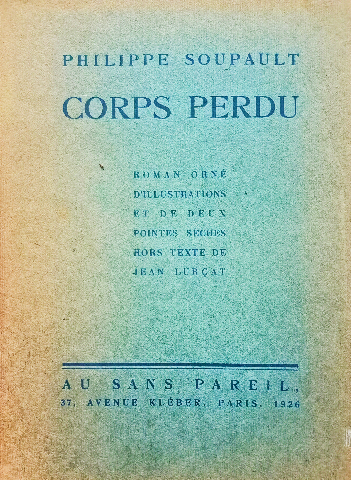 PHILIPPE SOUPAULT
CORPS PERDU
ROMAN ORNÉ
D'ILLUSTRATIONS
ET DE DEUX
POINTES SÈCHES
HORS TEXTE DE
JEAN LURÇAT
AU SANS PAREIL,
37, AVENUE KLÉBER, PARIS, 1926